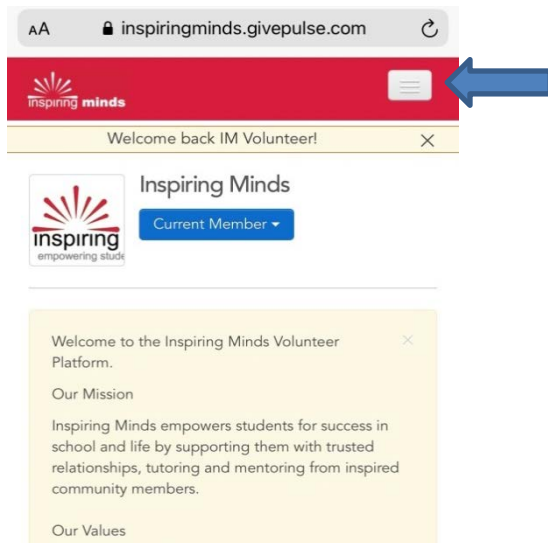 AA inspiringminds.givepulse.com
inspiring minds
Welcome back IM Volunteer!
Inspiring Minds
Current Member
inspiring
empowering stude
Welcome to the Inspiring Minds Volunteer
Platform.
Our Mission
Inspiring Minds empowers students for success in
school and life by supporting them with trusted
relationships, tutoring and mentoring from inspired
community members.
Our Values